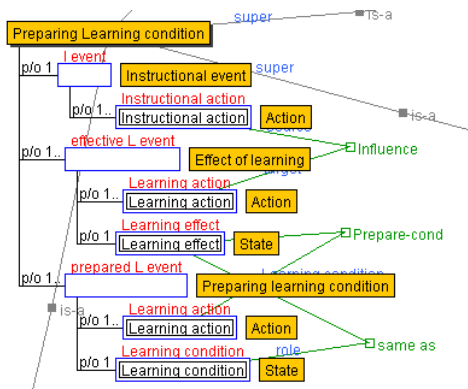 super
is-a
Preparing Learning condition
I event
super
p/o 1
Instructional event
Instructional action
p/o 1..
Instructional action
Action
is-a
effective L event
Influence
p/o 1..
Effect of learning
Learning action
p/o 1..
Learning action
Action
Learning effect
Prepare-cond
p/o 1
Learning effect
State
prepared L event
Learning condition
p/o 1..
Preparing learning condition
Learning action
is-a
p/o 1..
Learning action
Action
same as
Learning condition
role
p/o 1
Learning condition
State